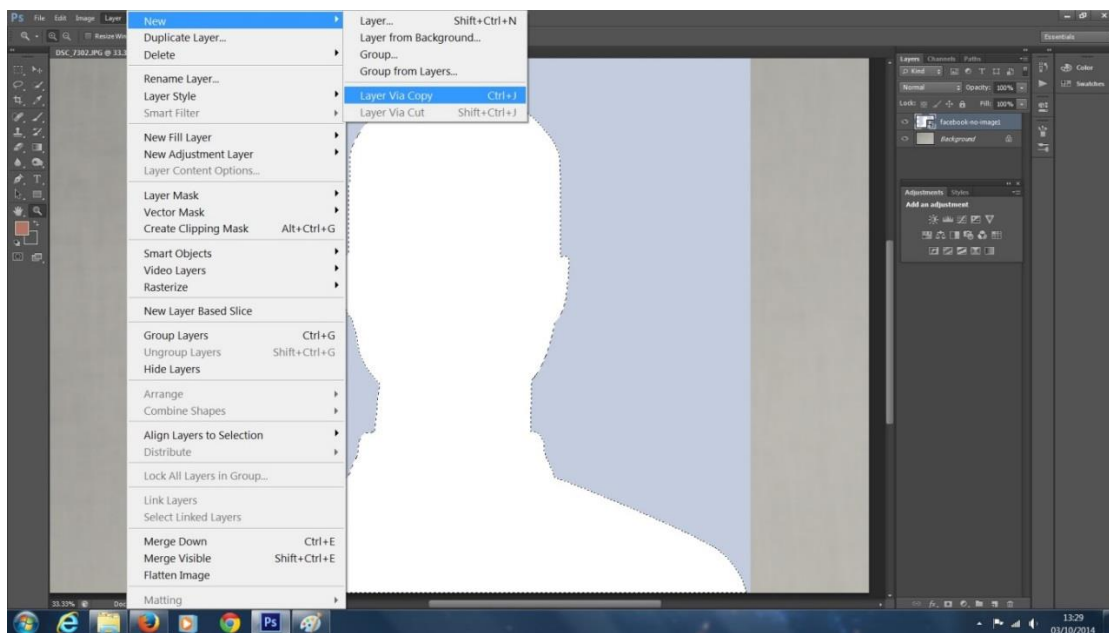 Ps File Edit Image Layer
Resize Win
Essentials
DSC_7302.JPG @ 33.3
New
Duplicate Layer...
Delete
Rename Layer...
Layer Style
Smart Filter
New Fill Layer
New Adjustment Layer
Layer Content Options...
Layer Mask
Vector Mask
Create Clipping Mask Alt+Ctrl+G
Smart Objects
Video Layers
Rasterize
New Layer Based Slice
Group Layers Ctrl+G
Ungroup Layers Shift+Ctrl+G
Hide Layers
Arrange
Combine Shapes
Align Layers to Selection
Distribute
Lock All Layers in Group...
Link Layers
Select Linked Layers
Merge Down Ctrl+E
Merge Visible Shift+Ctrl+E
Flatten Image
Matting
Layer... Shift+Ctrl+N
Layer from Background...
Group...
Group from Layers...
Layer Via Copy Ctrl+J
Layer Via Cut Shift+Ctrl+J
Layers Channels Paths
Kind
Normal Opacity: 100%
Lock: Fill: 100%
facebook-no-image1
Background
Adjustments Styles
Add an adjustment
Color
Swatches
33.33% Doc
Ps
13:29
03/10/2014